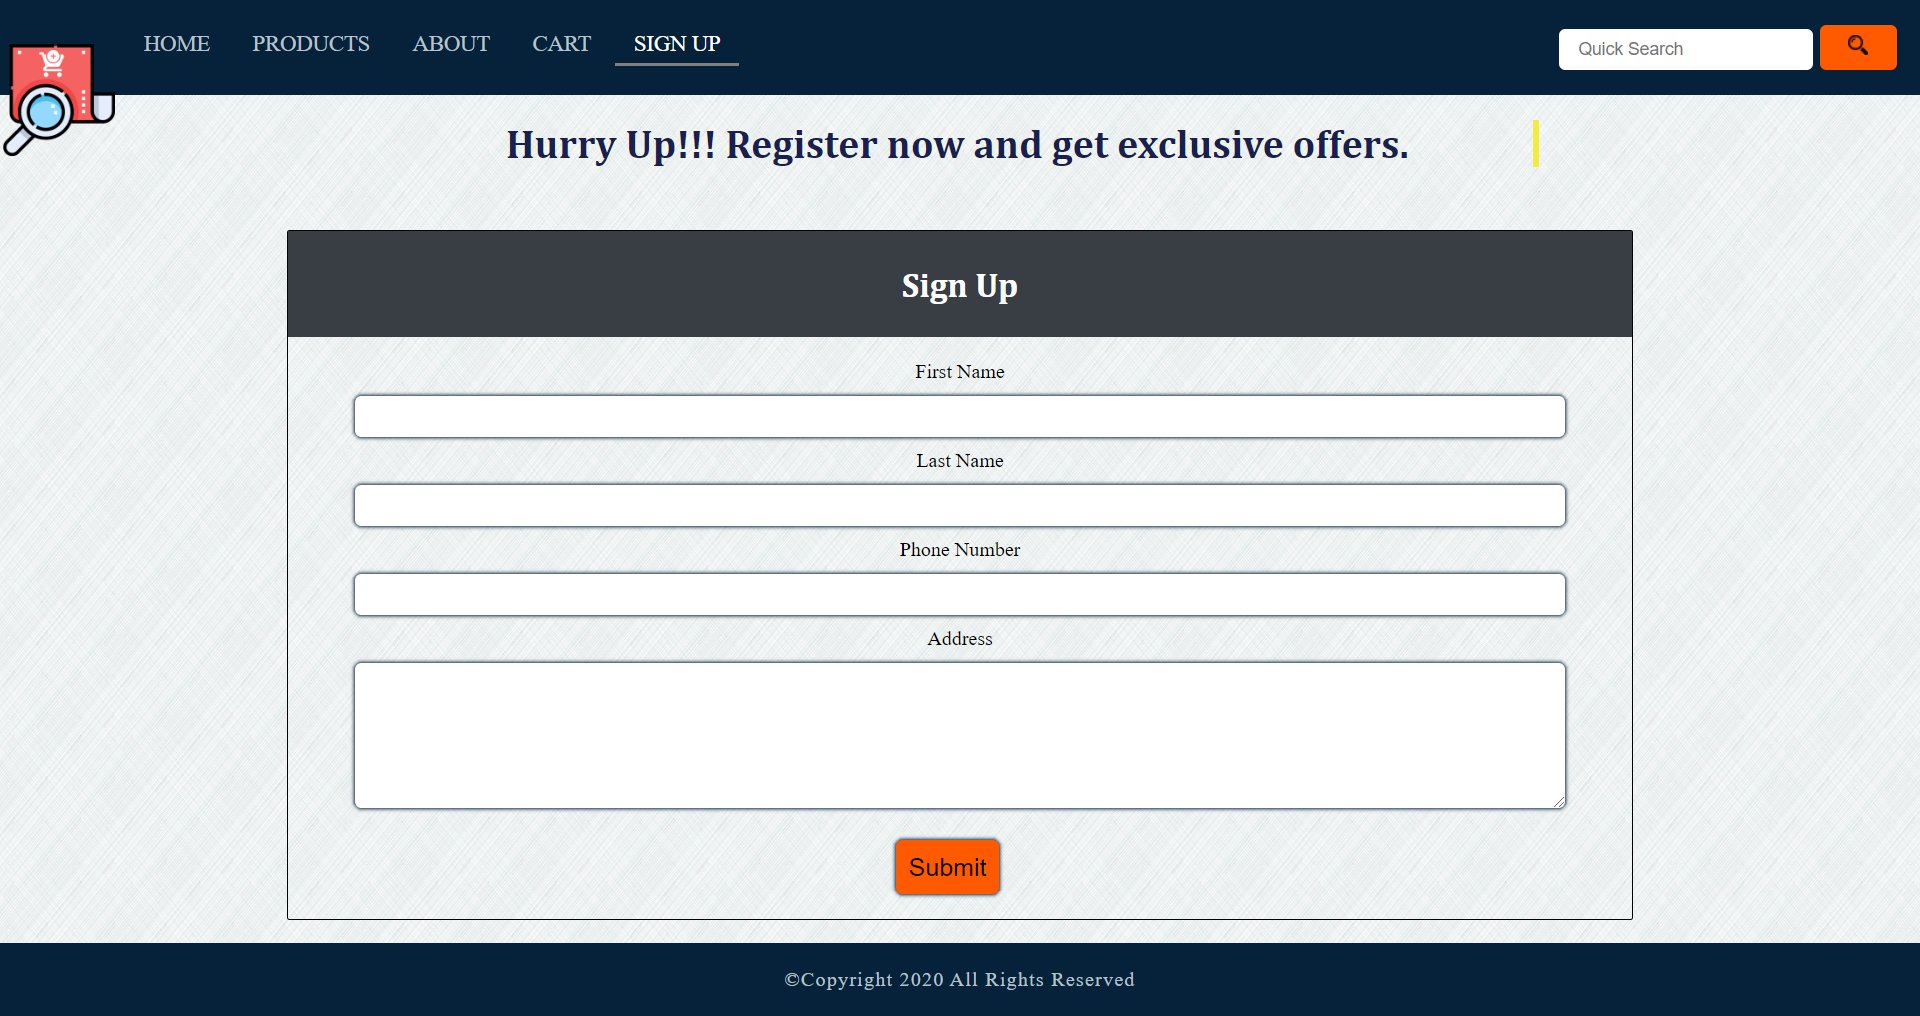 HOME PRODUCTS ABOUT CART SIGN UP Quick Search
Hurry Up!!! Register now and get exclusive offers.
Sign Up
First Name
Last Name
Phone Number
Address
Submit
©Copyright 2020 All Rights Reserved